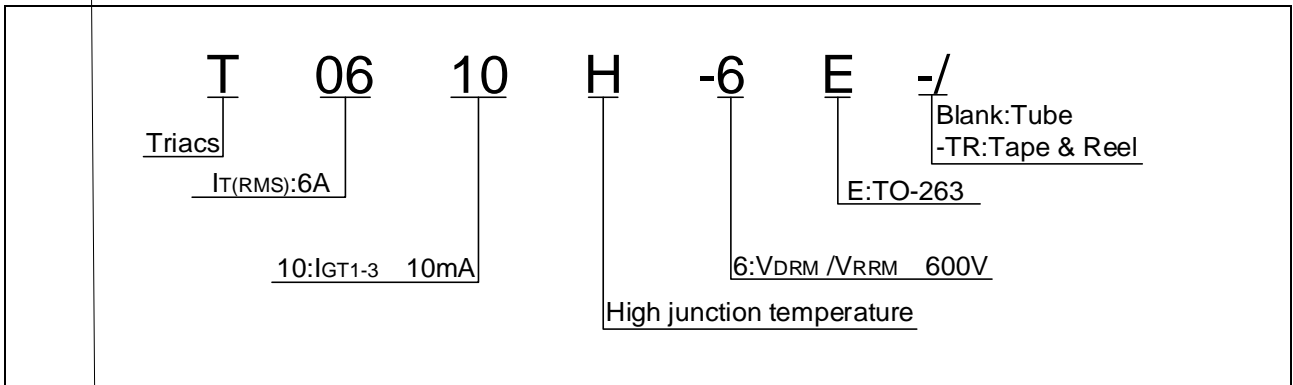 T 06 10 H -6 E -/
Blank:Tube
Triacs
-TR:Tape & Reel
IT(RMS):6A
E:TO-263
10:IGT1-3 10mA
6:VDRM /VRRM 600V
High junction temperature